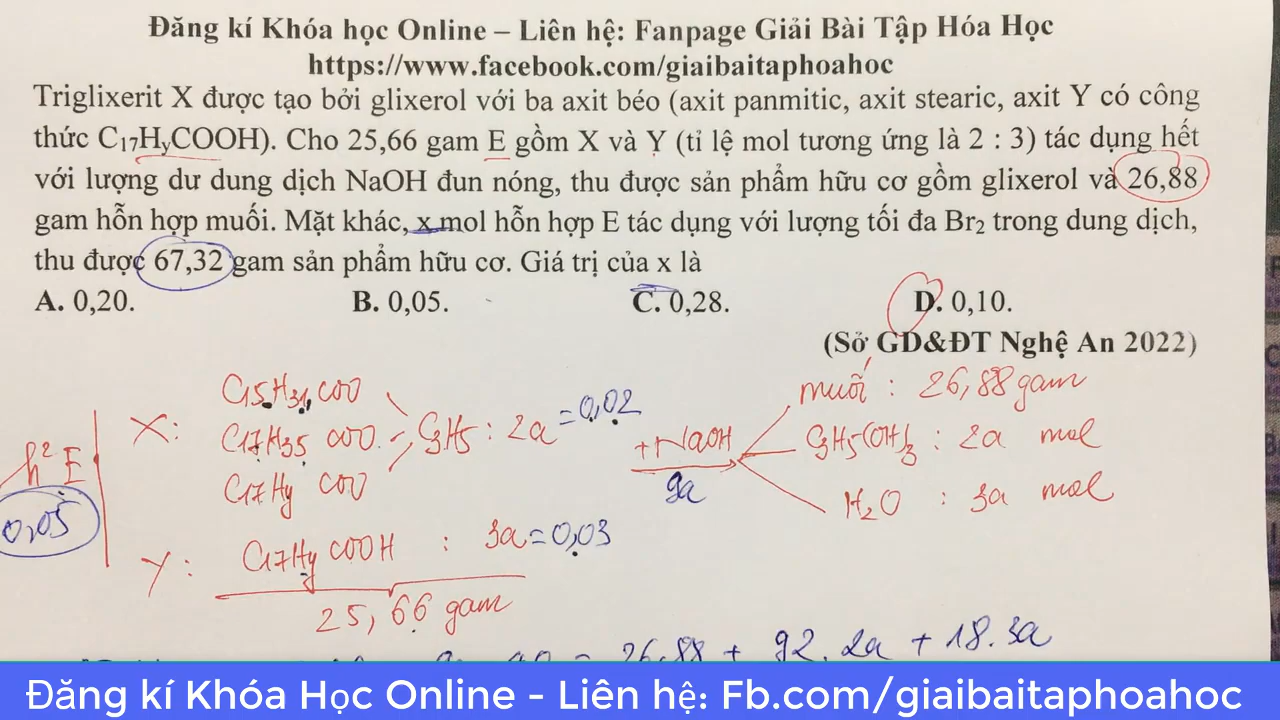 Đăng kí Khóa học Online – Liên hệ: Fanpage Giải Bài Tập Hóa Học
https://www.facebook.com/giaibaitaphoahoc
Triglixerit X được tạo bởi glixerol với ba axit béo (axit panmitic, axit stearic, axit Y có công
thức C₁₇HᵧCOOH). Cho 25,66 gam E gồm X và Y (tỉ lệ mol tương ứng là 2 : 3) tác dụng hết
với lượng dư dung dịch NaOH đun nóng, thu được sản phẩm hữu cơ gồm glixerol và 26,88
gam hỗn hợp muối. Mặt khác, x mol hỗn hợp E tác dụng với lượng tối đa Br₂ trong dung dịch,
thu được 67,32 gam sản phẩm hữu cơ. Giá trị của x là
A. 0,20. B. 0,05. C. 0,28. D. 0,10.
(Sở GD&ĐT Nghệ An 2022)
X: C15H31COO
C17H35COO C3H5 : 2a = 0,02
C17HyCOO
h² E
0,05
Y: C17HyCOOH : 3a = 0,03
25,66 gam
+NaOH
9a
muối : 26,88 gam
C3H5(OH)3 : 2a mol
H2O : 3a mol
= 26,88 + 92.2a + 18.3a
Đăng kí Khóa Học Online - Liên hệ: Fb.com/giaibaitaphoahoc